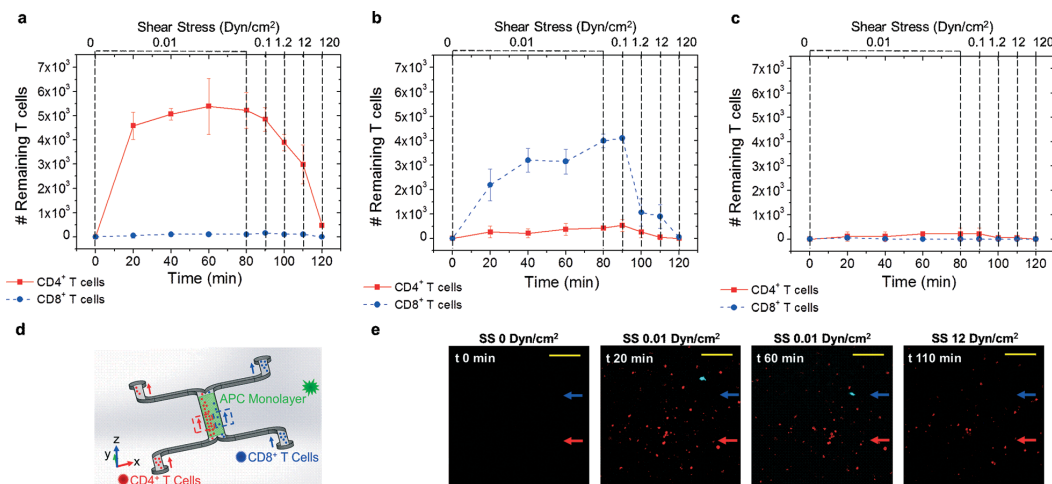 a
Shear Stress (Dyn/cm²)
0 0.01 0.1 1.2 12 120
7x10³
6x10³
5x10³
4x10³
3x10³
2x10³
1x10³
0
# Remaining T cells
0 20 40 60 80 100 120
Time (min)
CD4⁺ T cells
CD8⁺ T cells
b
Shear Stress (Dyn/cm²)
0 0.01 0.1 1.2 12 120
7x10³
6x10³
5x10³
4x10³
3x10³
2x10³
1x10³
0
# Remaining T cells
0 20 40 60 80 100 120
Time (min)
CD4⁺ T cells
CD8⁺ T cells
c
Shear Stress (Dyn/cm²)
0 0.01 0.1 1.2 12 120
7x10³
6x10³
5x10³
4x10³
3x10³
2x10³
1x10³
0
# Remaining T cells
0 20 40 60 80 100 120
Time (min)
CD4⁺ T cells
CD8⁺ T cells
d
APC Monolayer
z
y
x
CD8⁺ T Cells
CD4⁺ T Cells
e
SS 0 Dyn/cm²
t 0 min
SS 0.01 Dyn/cm²
t 20 min
SS 0.01 Dyn/cm²
t 60 min
SS 12 Dyn/cm²
t 110 min